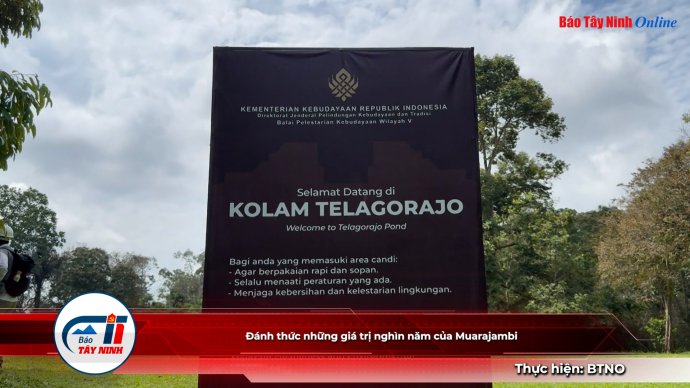 Báo Tây Ninh Online
KEMENTERIAN KEBUDAYAAN REPUBLIK INDONESIA
Direktorat Jenderal Pelindungan Kebudayaan dan Tradisi
Balai Pelestarian Kebudayaan Wilayah V
Selamat Datang di
KOLAM TELAGORAJO
Welcome to Telagorajo Pond
Bagi anda yang memasuki area candi:
- Agar berpakaian rapi dan sopan.
- Selalu menaati peraturan yang ada.
- Menjaga kebersihan dan kelestarian lingkungan.
Đánh thức những giá trị nghìn năm của Muarajambi
Báo
TÂY NINH
Thực hiện: BTNO